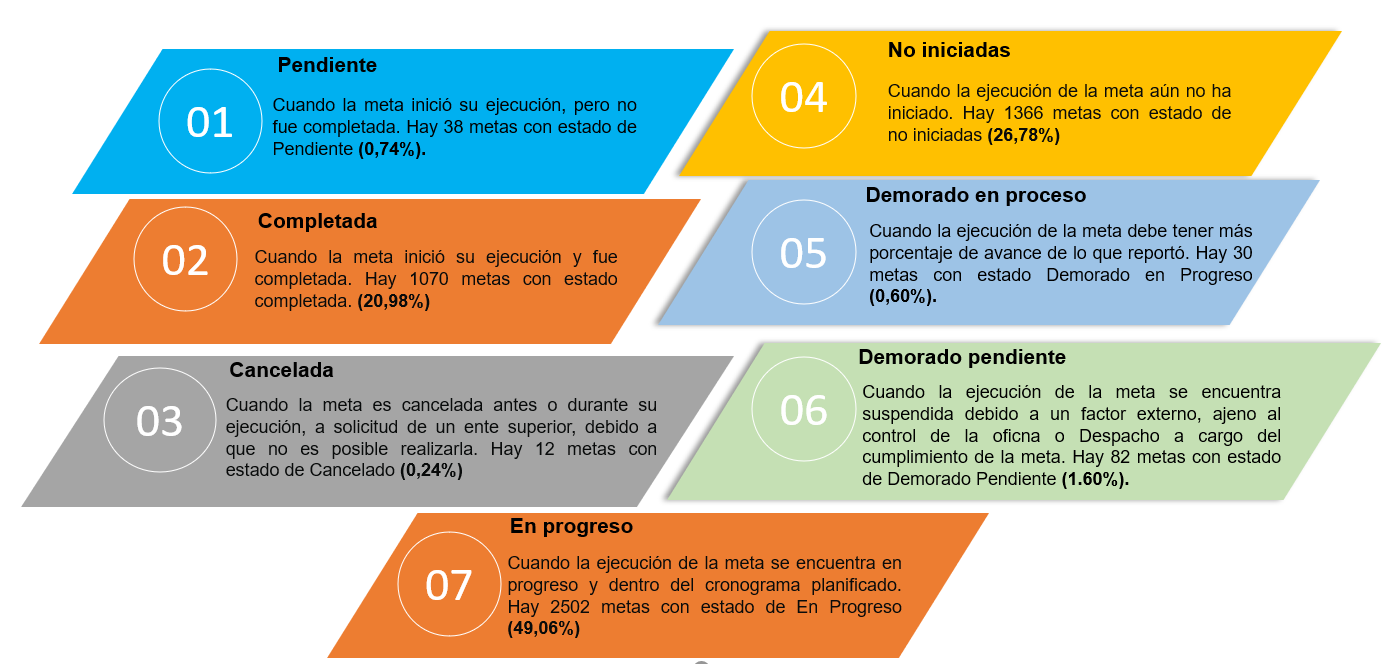 01
Pendiente
Cuando la meta inició su ejecución, pero no
fue completada. Hay 38 metas con estado de
Pendiente (0,74%).
02
Completada
Cuando la meta inició su ejecución y fue
completada. Hay 1070 metas con estado
completada. (20,98%)
03
Cancelada
Cuando la meta es cancelada antes o durante su
ejecución, a solicitud de un ente superior, debido a
que no es posible realizarla. Hay 12 metas con
estado de Cancelado (0,24%)
04
No iniciadas
Cuando la ejecución de la meta aún no ha
iniciado. Hay 1366 metas con estado de
no iniciadas (26,78%)
05
Demorado en proceso
Cuando la ejecución de la meta debe tener más
porcentaje de avance de lo que reportó. Hay 30
metas con estado Demorado en Progreso
(0,60%).
06
Demorado pendiente
Cuando la ejecución de la meta se encuentra
suspendida debido a un factor externo, ajeno al
control de la oficna o Despacho a cargo del
cumplimiento de la meta. Hay 82 metas con estado
de Demorado Pendiente (1.60%).
07
En progreso
Cuando la ejecución de la meta se encuentra en
progreso y dentro del cronograma planificado.
Hay 2502 metas con estado de En Progreso
(49,06%)